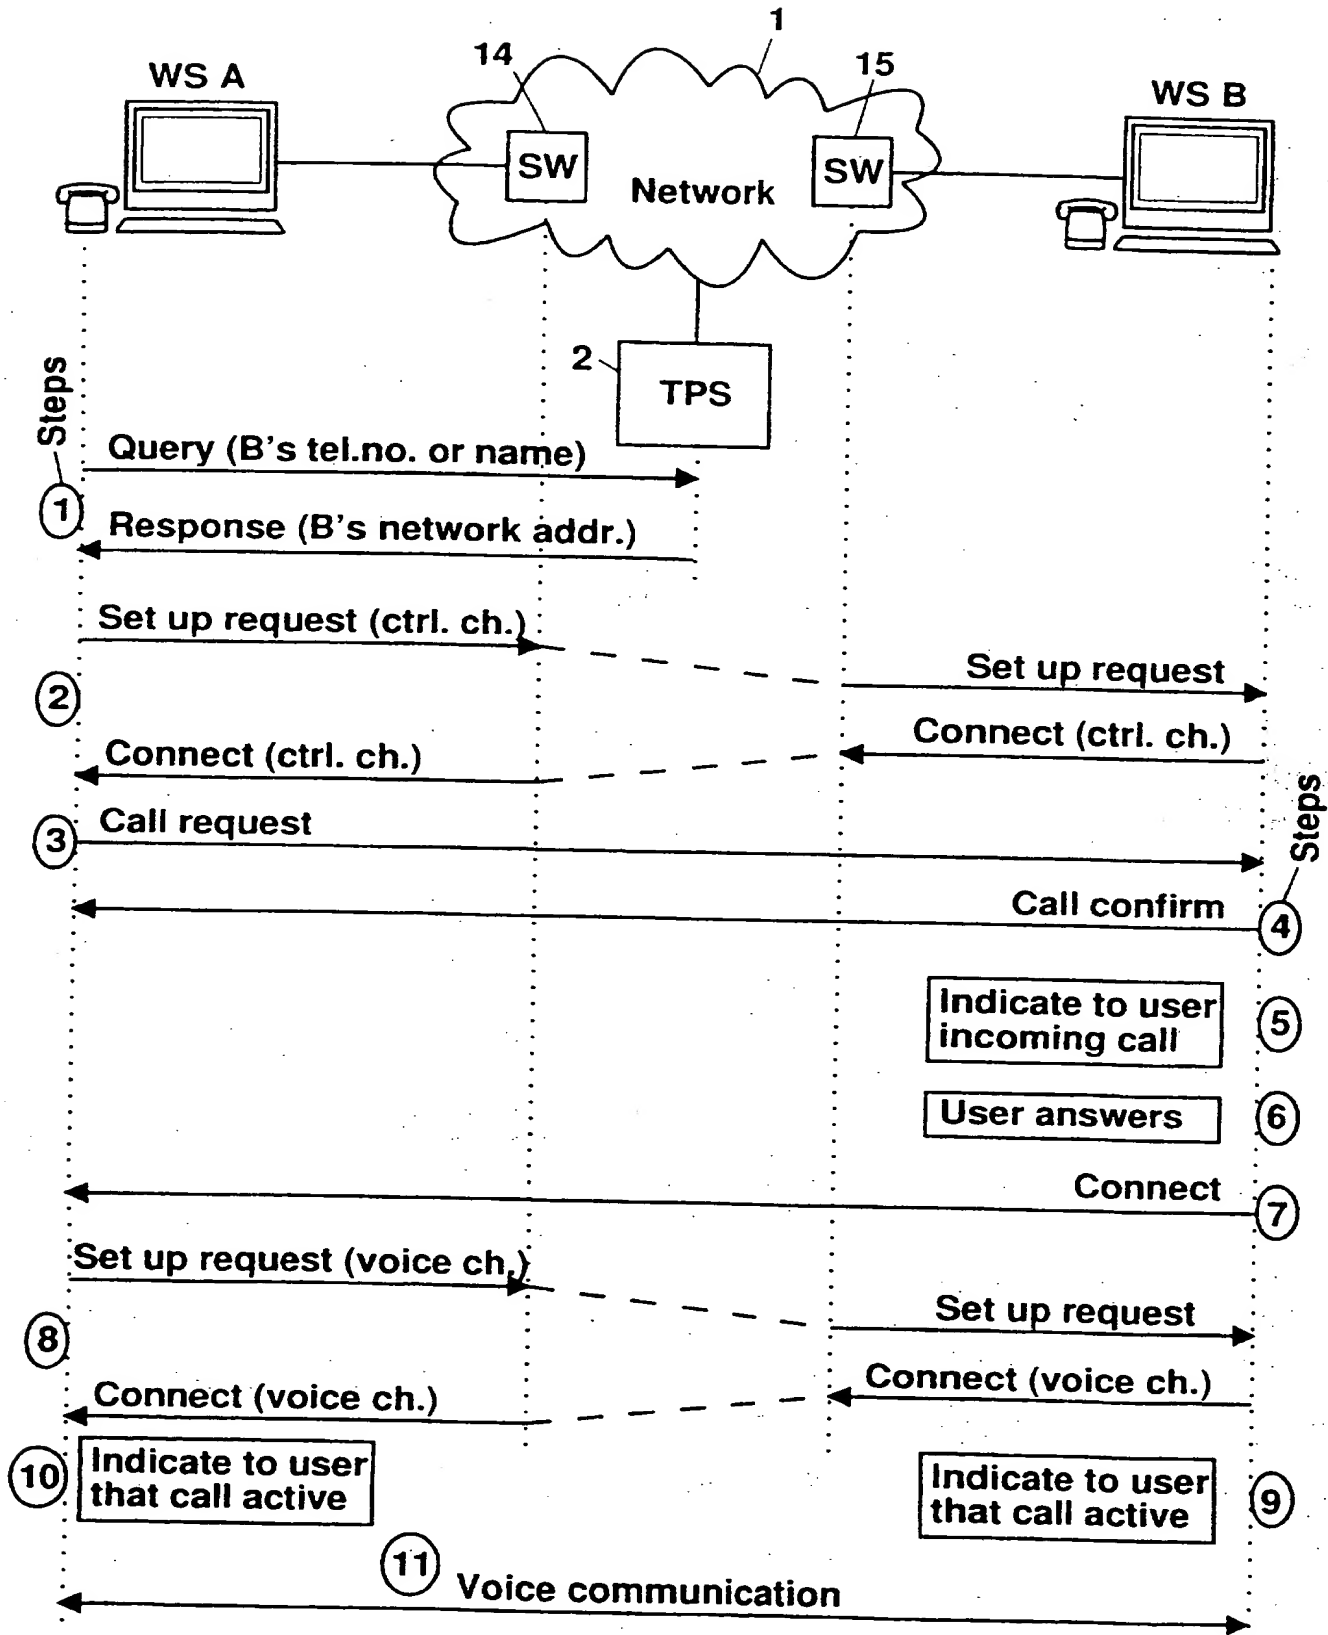 1
14
15
WS A
WS B
SW
SW
Network
2
TPS
Steps
Query (B's tel.no. or name)
1
Response (B's network addr.)
Set up request (ctrl. ch.)
Set up request
2
Connect (ctrl. ch.)
Connect (ctrl. ch.)
Steps
3
Call request
Call confirm
4
Indicate to user
incoming call
5
User answers
6
Connect
7
Set up request (voice ch.)
Set up request
8
Connect (voice ch.)
Connect (voice ch.)
10
Indicate to user
that call active
Indicate to user
that call active
9
11
Voice communication